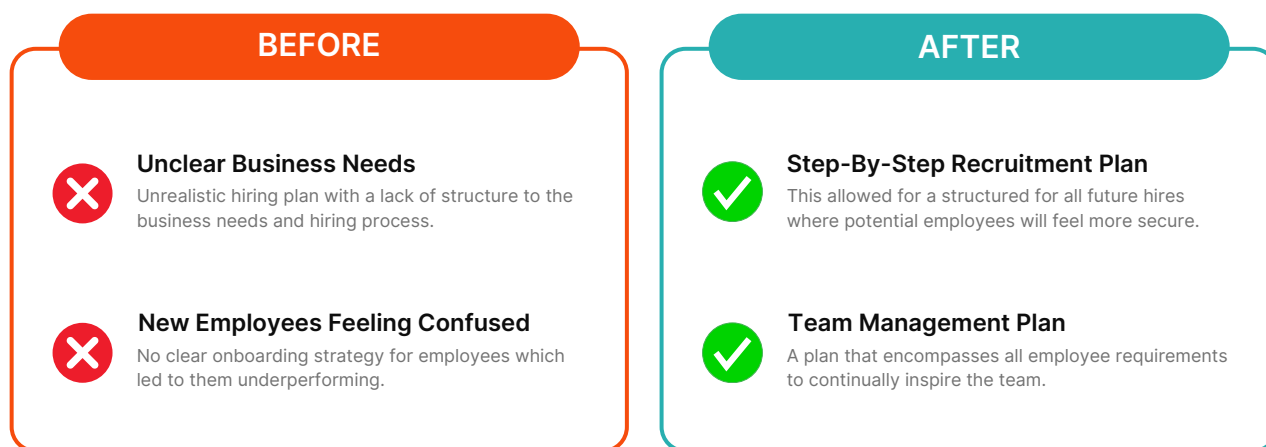 BEFORE
Unclear Business Needs
Unrealistic hiring plan with a lack of structure to the
business needs and hiring process.
New Employees Feeling Confused
No clear onboarding strategy for employees which
led to them underperforming.
AFTER
Step-By-Step Recruitment Plan
This allowed for a structured for all future hires
where potential employees will feel more secure.
Team Management Plan
A plan that encompasses all employee requirements
to continually inspire the team.